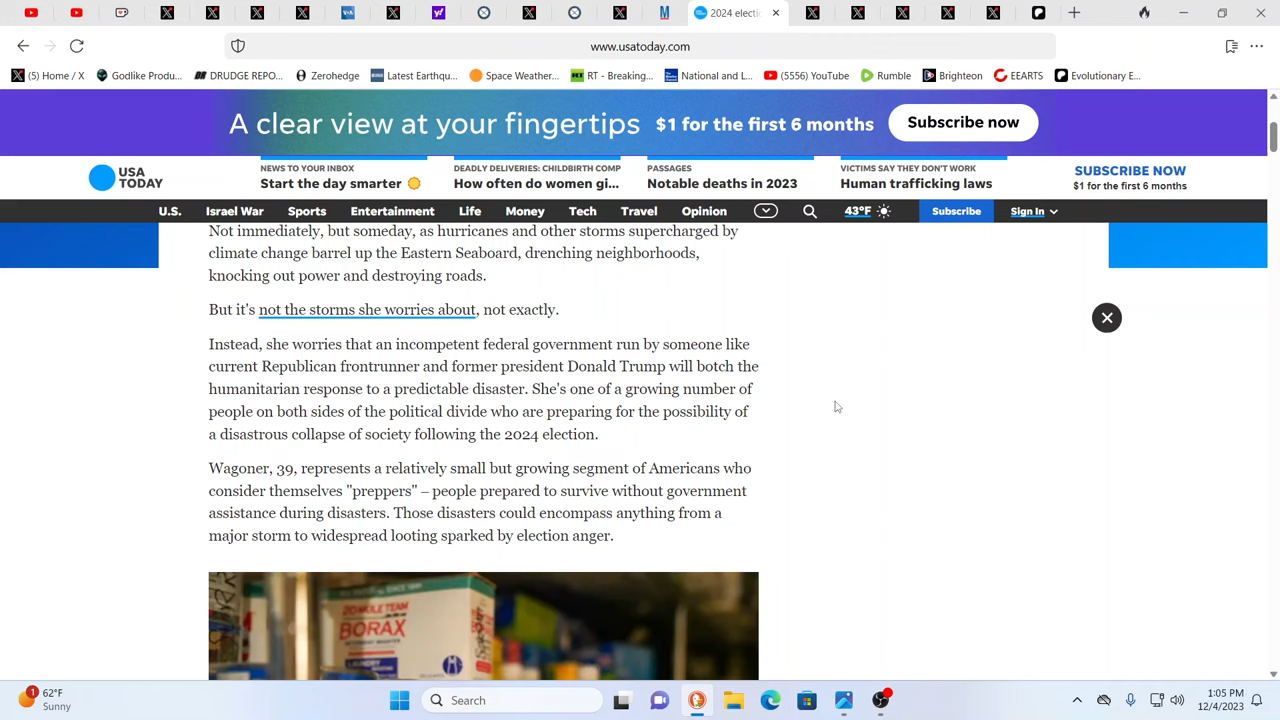 2024 electi
www.usatoday.com
(5) Home / X
Godlike Produ...
DRUDGE REPO...
Zerohedge
Latest Earthqu...
Space Weather...
RT - Breaking...
National and L...
(5556) YouTube
Rumble
Brighteon
EEARTS
Evolutionary E...
A clear view at your fingertips $1 for the first 6 months Subscribe now
USA
TODAY
NEWS TO YOUR INBOX
Start the day smarter
DEADLY DELIVERIES: CHILDBIRTH COMP
How often do women gi...
PASSAGES
Notable deaths in 2023
VICTIMS SAY THEY DON'T WORK
Human trafficking laws
SUBSCRIBE NOW
$1 for the first 6 months
U.S. Israel War Sports Entertainment Life Money Tech Travel Opinion 43°F Subscribe Sign In
Not immediately, but someday, as hurricanes and other storms supercharged by
climate change barrel up the Eastern Seaboard, drenching neighborhoods,
knocking out power and destroying roads.
But it's not the storms she worries about, not exactly.
Instead, she worries that an incompetent federal government run by someone like
current Republican frontrunner and former president Donald Trump will botch the
humanitarian response to a predictable disaster. She's one of a growing number of
people on both sides of the political divide who are preparing for the possibility of
a disastrous collapse of society following the 2024 election.
Wagoner, 39, represents a relatively small but growing segment of Americans who
consider themselves "preppers" – people prepared to survive without government
assistance during disasters. Those disasters could encompass anything from a
major storm to widespread looting sparked by election anger.
20 MULE TEAM
BORAX
LAUNDRY
1
62°F
Sunny
Search
1:05 PM
12/4/2023